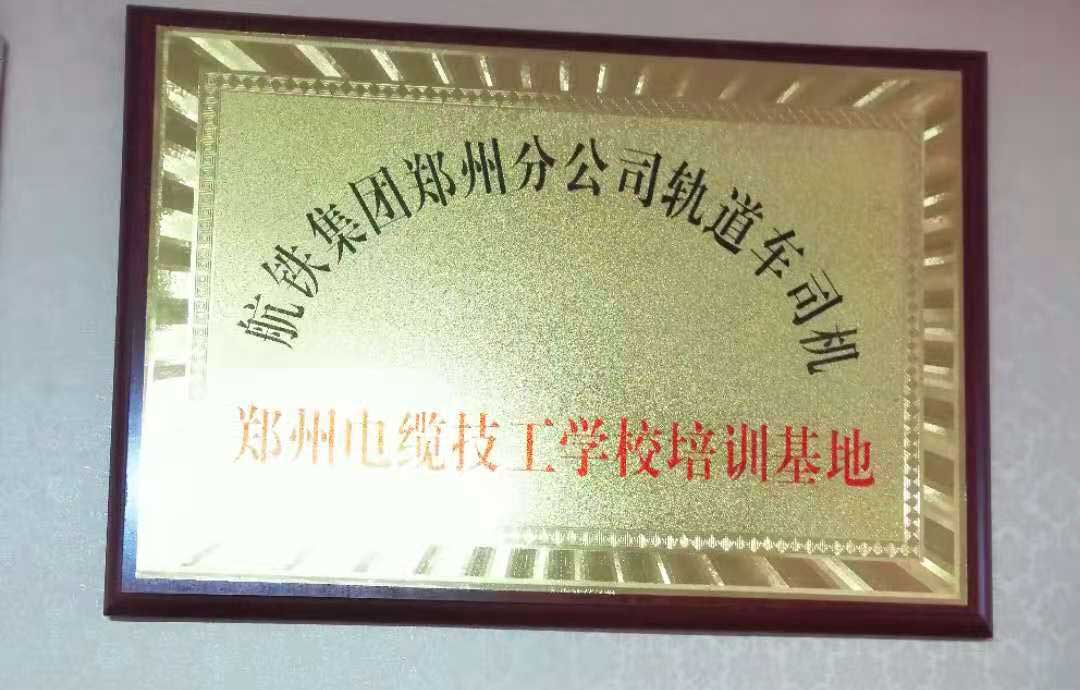 航铁集团郑州分公司轨道车司机
郑州电缆技工学校培训基地